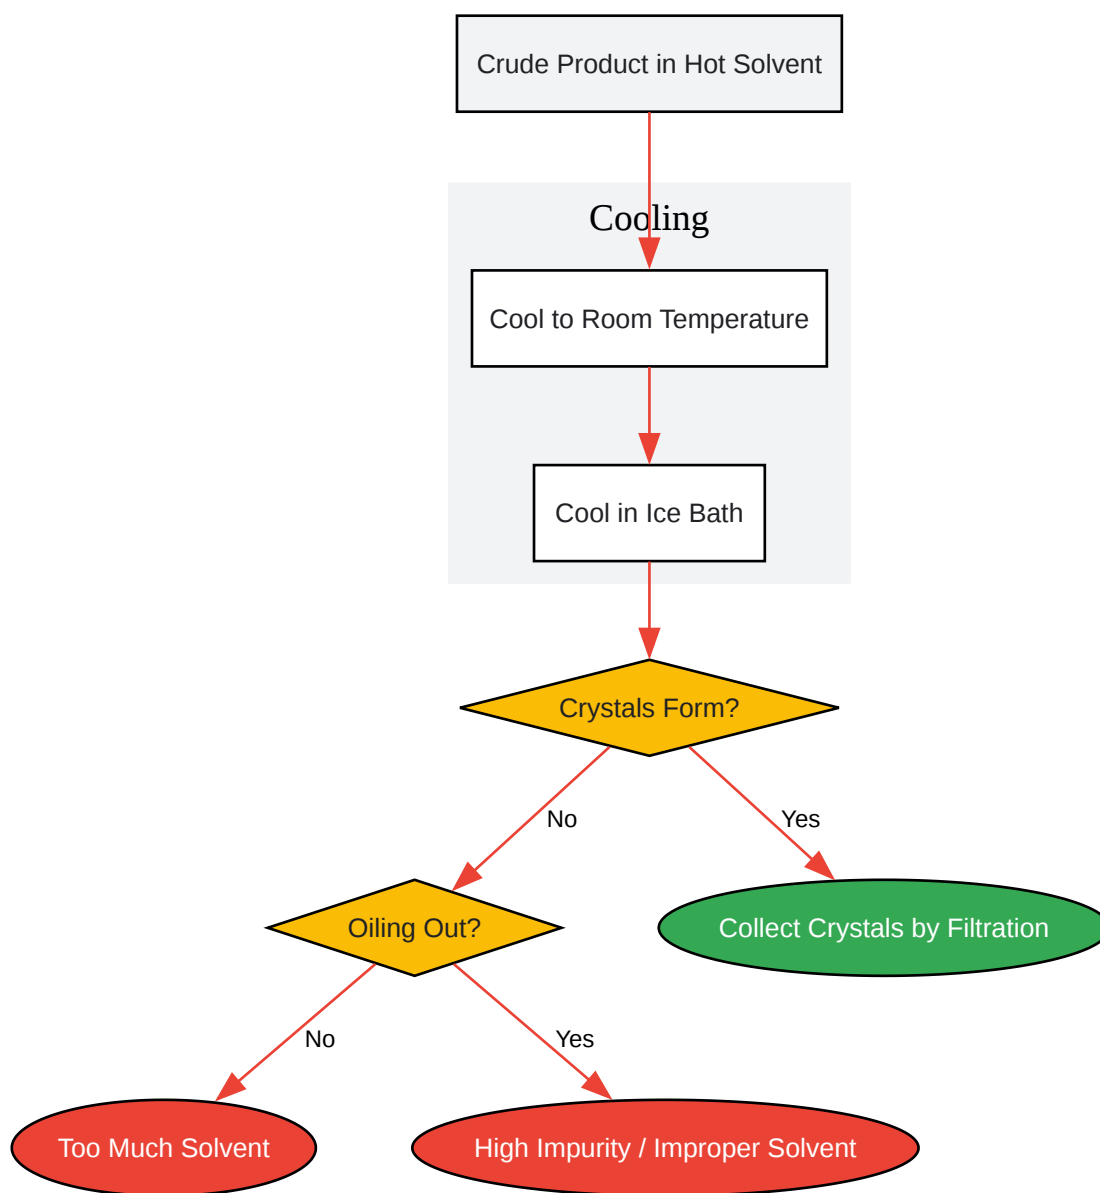 Crude Product in Hot Solvent
Cooling
Cool to Room Temperature
Cool in Ice Bath
Crystals Form?
No
Yes
Oiling Out?
Collect Crystals by Filtration
No
Yes
Too Much Solvent
High Impurity / Improper Solvent